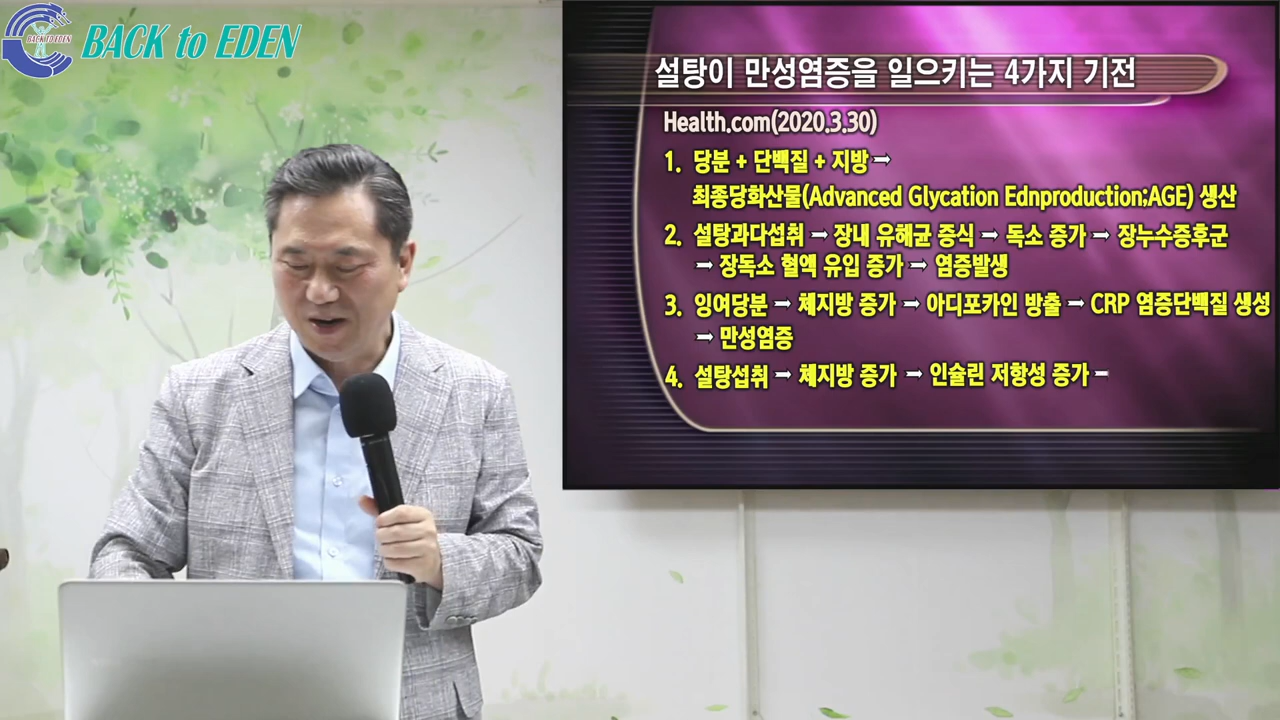 BACK TO EDEN
BACK to EDEN
설탕이 만성염증을 일으키는 4가지 기전
Health.com(2020.3.30)
1. 당분 + 단백질 + 지방➡
최종당화산물(Advanced Glycation Ednproduction;AGE) 생산
2. 설탕과다섭취 ➡ 장내 유해균 증식 ➡ 독소 증가 ➡ 장누수증후군
➡ 장독소 혈액 유입 증가 ➡ 염증발생
3. 잉여당분 ➡ 체지방 증가 ➡ 아디포카인 방출 ➡ CRP 염증단백질 생성
➡ 만성염증
4. 설탕섭취 ➡ 체지방 증가 ➡ 인슐린 저항성 증가 -